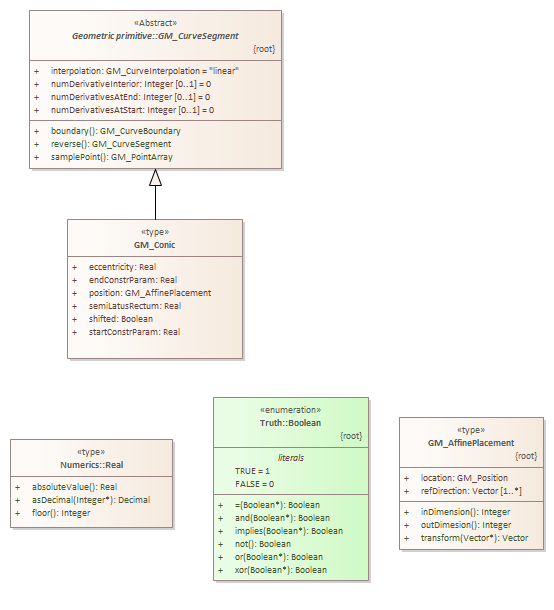 «Abstract»
Geometric primitive::GM_CurveSegment
{root}
+ interpolation: GM_CurveInterpolation = "linear"
+ numDerivativeInterior: Integer [0..1] = 0
+ numDerivativesAtEnd: Integer [0..1] = 0
+ numDerivativesAtStart: Integer [0..1] = 0
+ boundary(): GM_CurveBoundary
+ reverse(): GM_CurveSegment
+ samplePoint(): GM_PointArray
«type»
GM_Conic
+ eccentricity: Real
+ endConstrParam: Real
+ position: GM_AffinePlacement
+ semiLatusRectum: Real
+ shifted: Boolean
+ startConstrParam: Real
«type»
Numerics::Real
+ absoluteValue(): Real
+ asDecimal(Integer*): Decimal
+ floor(): Integer
«enumeration»
Truth::Boolean
{root}
literals
TRUE = 1
FALSE = 0
+ =(Boolean*): Boolean
+ and(Boolean*): Boolean
+ implies(Boolean*): Boolean
+ not(): Boolean
+ or(Boolean*): Boolean
+ xor(Boolean*): Boolean
«type»
GM_AffinePlacement
{root}
+ location: GM_Position
+ refDirection: Vector [1..*]
+ inDimension(): Integer
+ outDimesion(): Integer
+ transform(Vector*): Vector